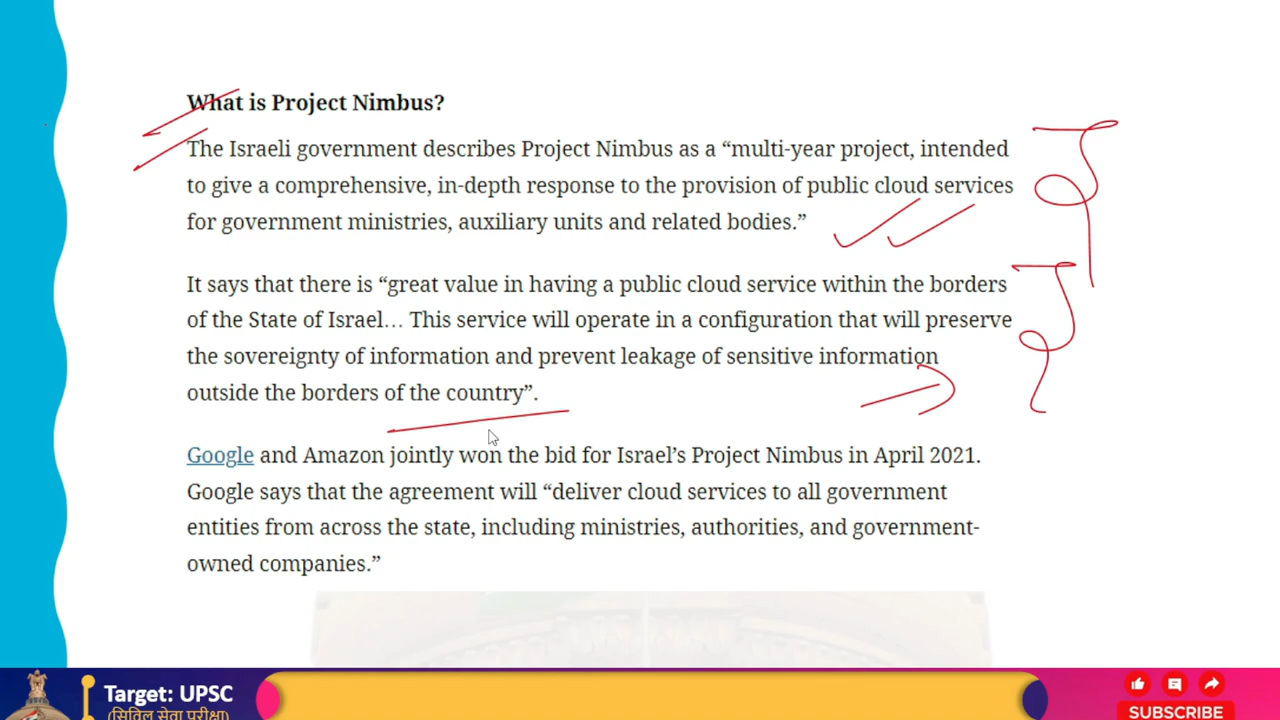 What is Project Nimbus?
The Israeli government describes Project Nimbus as a “multi-year project, intended
to give a comprehensive, in-depth response to the provision of public cloud services
for government ministries, auxiliary units and related bodies.”
It says that there is “great value in having a public cloud service within the borders
of the State of Israel… This service will operate in a configuration that will preserve
the sovereignty of information and prevent leakage of sensitive information
outside the borders of the country”.
Google and Amazon jointly won the bid for Israel’s Project Nimbus in April 2021.
Google says that the agreement will “deliver cloud services to all government
entities from across the state, including ministries, authorities, and government-
owned companies.”
Target: UPSC
(सिविल सेवा परीक्षा)
SUBSCRIBE